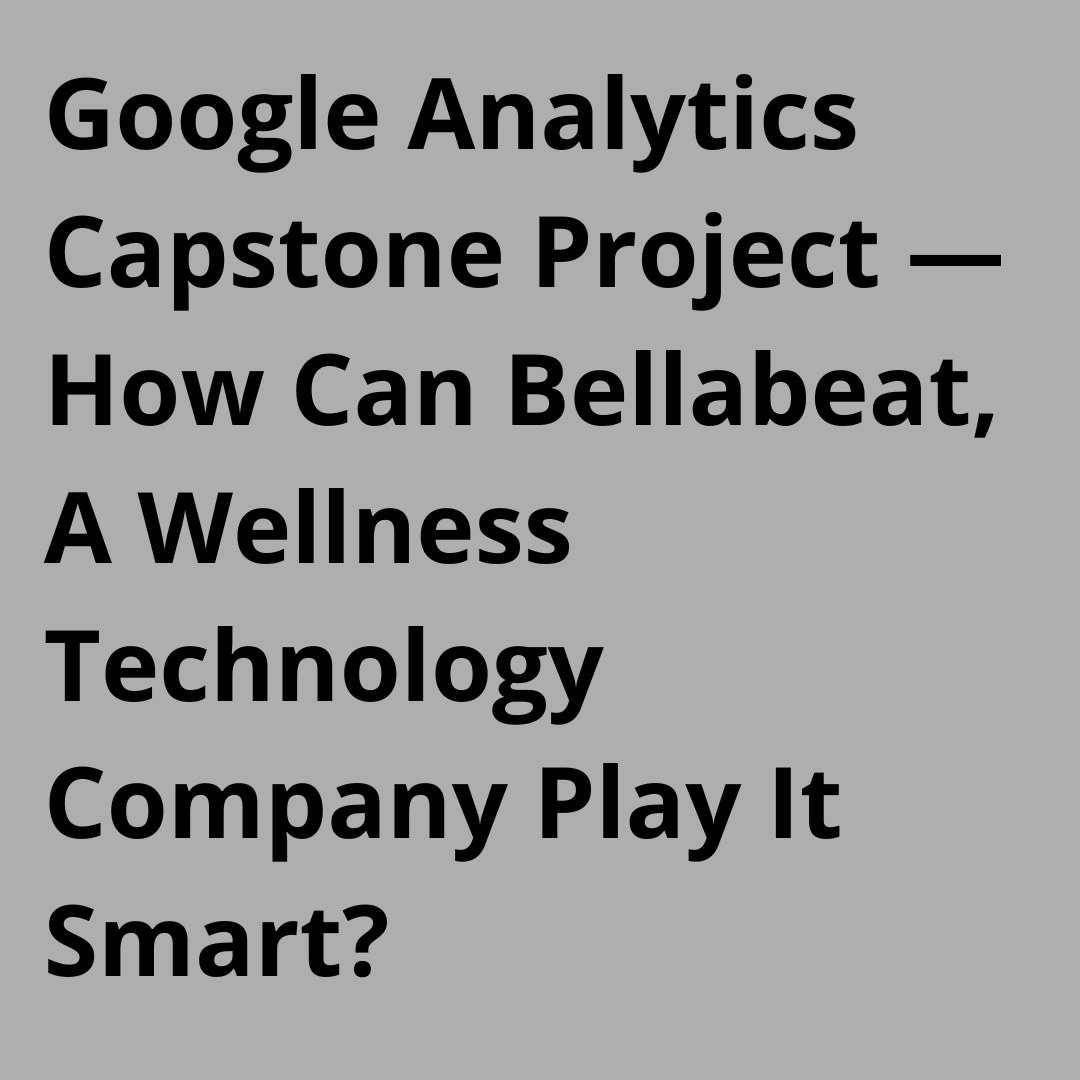 Google Analytics
Capstone Project —
How Can Bellabeat,
A Wellness
Technology
Company Play It
Smart?